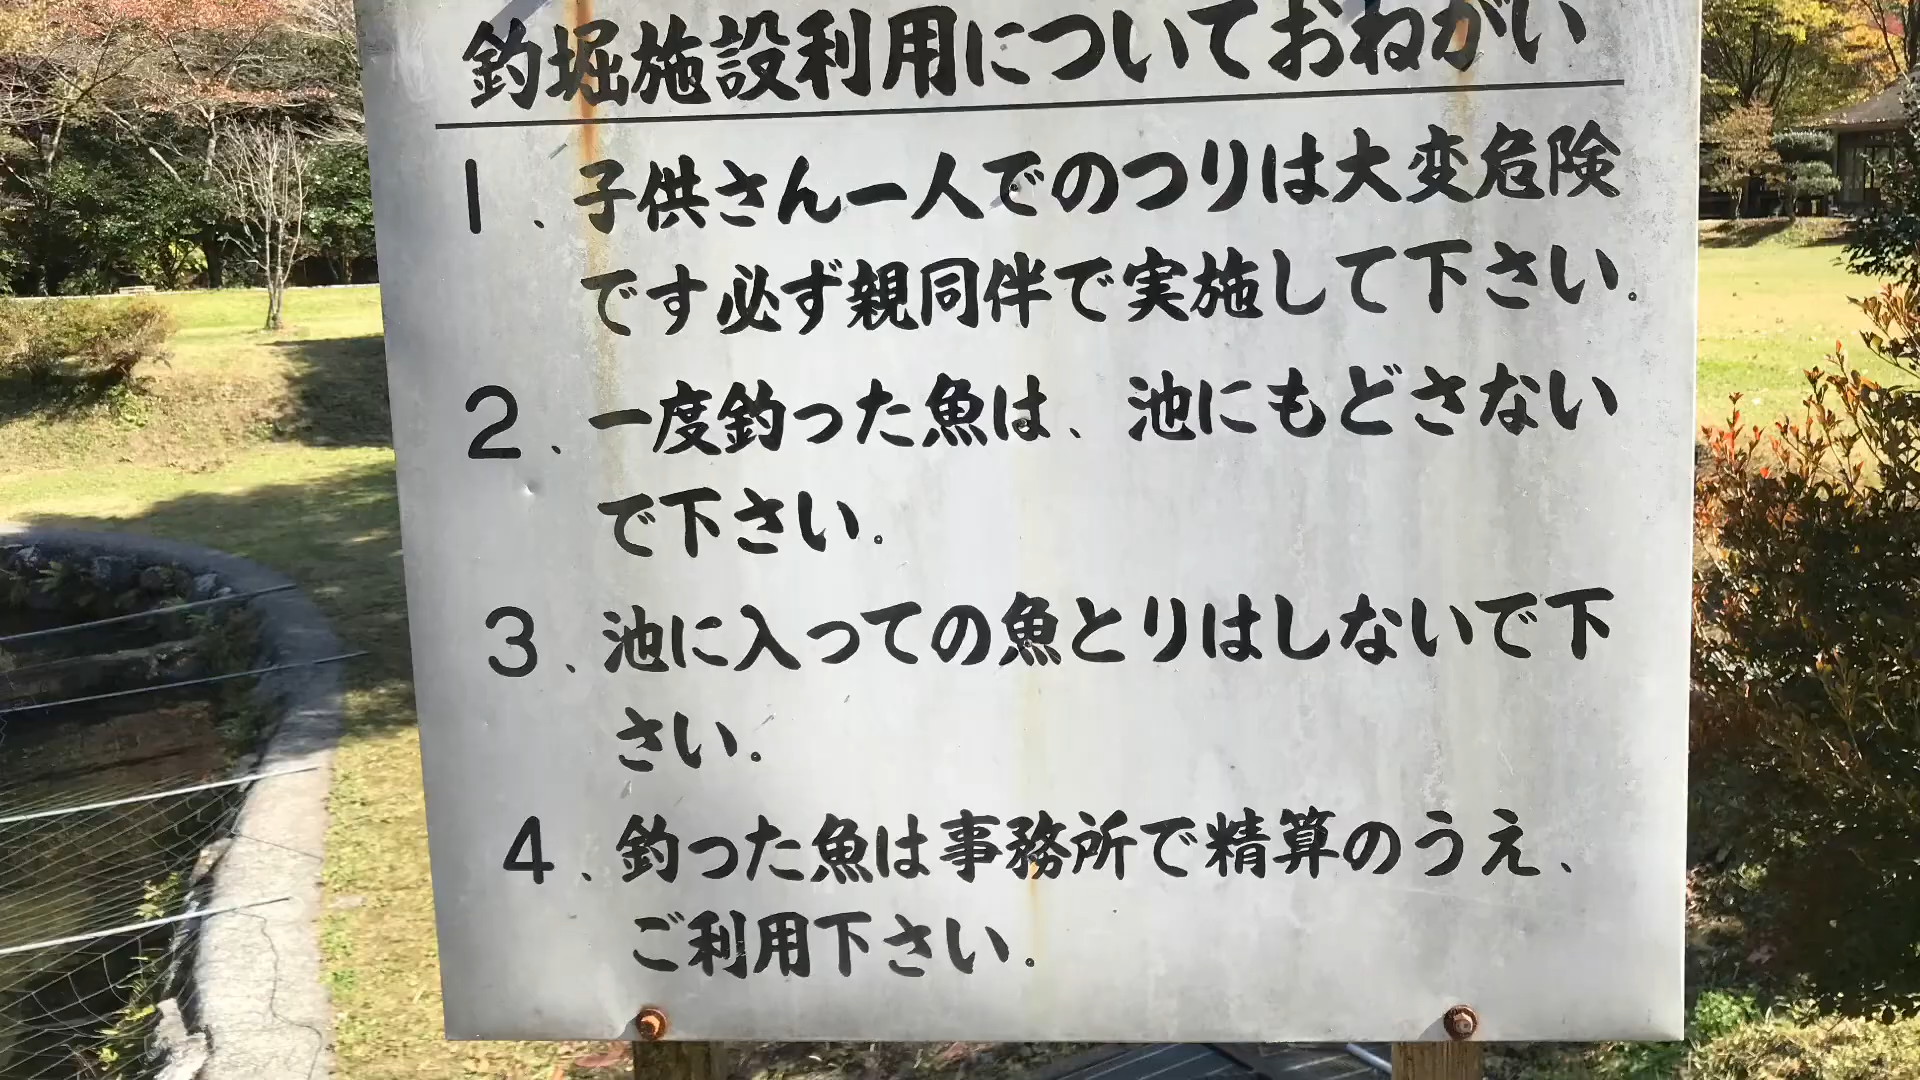 釣堀施設利用についておねがい
1、子供さん一人でのつりは大変危険
です必ず親同伴で実施して下さい。
2、一度釣った魚は、池にもどさない
で下さい。
3、池に入っての魚とりはしないで下
さい。
4、釣った魚は事務所で精算のうえ、
ご利用下さい。